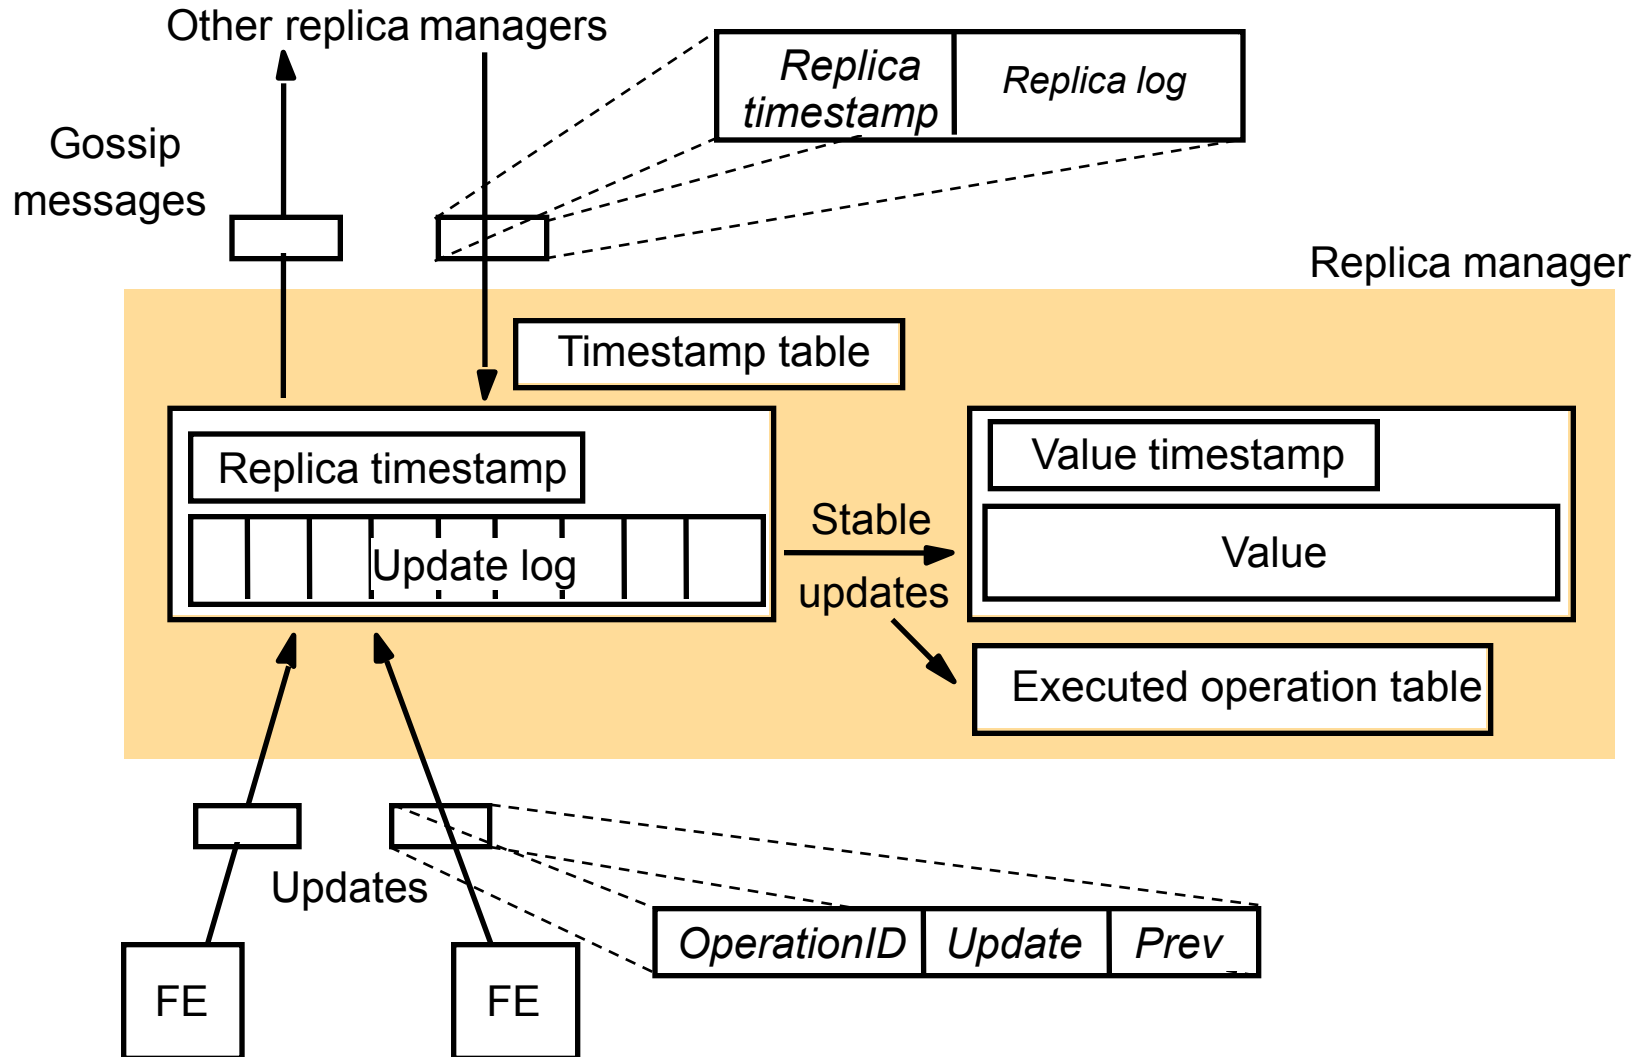 Other replica managers
Replica
timestamp
Replica log
Gossip
messages
Replica manager
Timestamp table
Replica timestamp
Update log
Stable
updates
Value timestamp
Value
Executed operation table
Updates
OperationID
Update
Prev
FE
FE